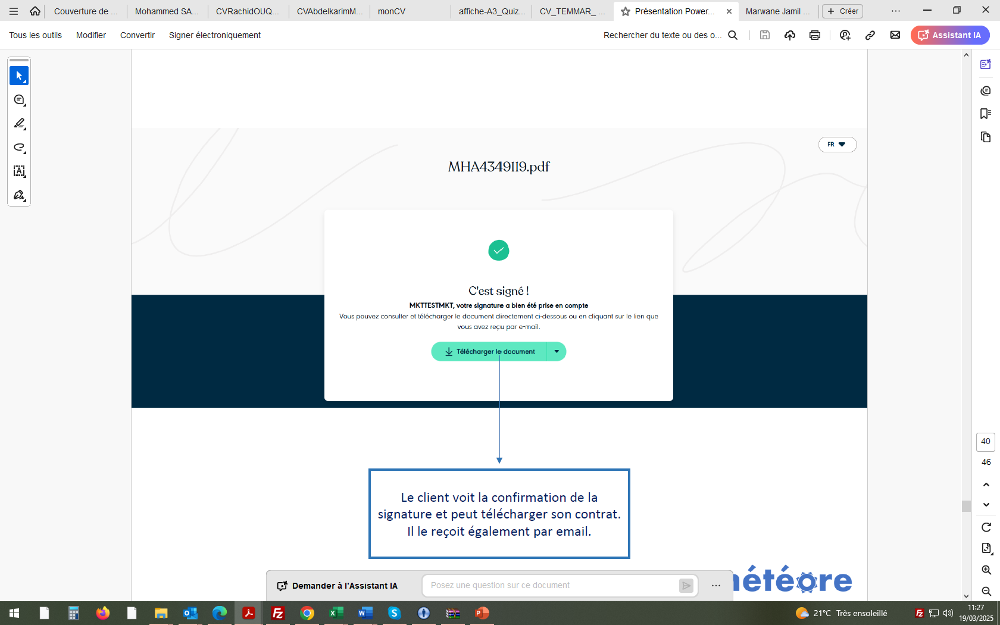 Couverture de ...
Mohammed SA...
CVRachidOUQ...
CVAbdelkarimM...
monCV
affiche-A3_Quiz...
CV_TEMMAR_ ...
Présentation Power...
Marwane Jamil ...
+ Créer
Tous les outils
Modifier
Convertir
Signer électroniquement
Rechercher du texte ou des o...
Assistant IA
FR
MHA4349119.pdf
C'est signé !
MKTTESTMKT, votre signature a bien été prise en compte
Vous pouvez consulter et télécharger le document directement ci-dessous ou en cliquant sur le lien que
vous avez reçu par e-mail.
Télécharger le document
40
46
Le client voit la confirmation de la
signature et peut télécharger son contrat.
Il le reçoit également par email.
Demander à l'Assistant IA
Posez une question sur ce document
étéore
21°C Très ensoleillé
11:27
19/03/2025